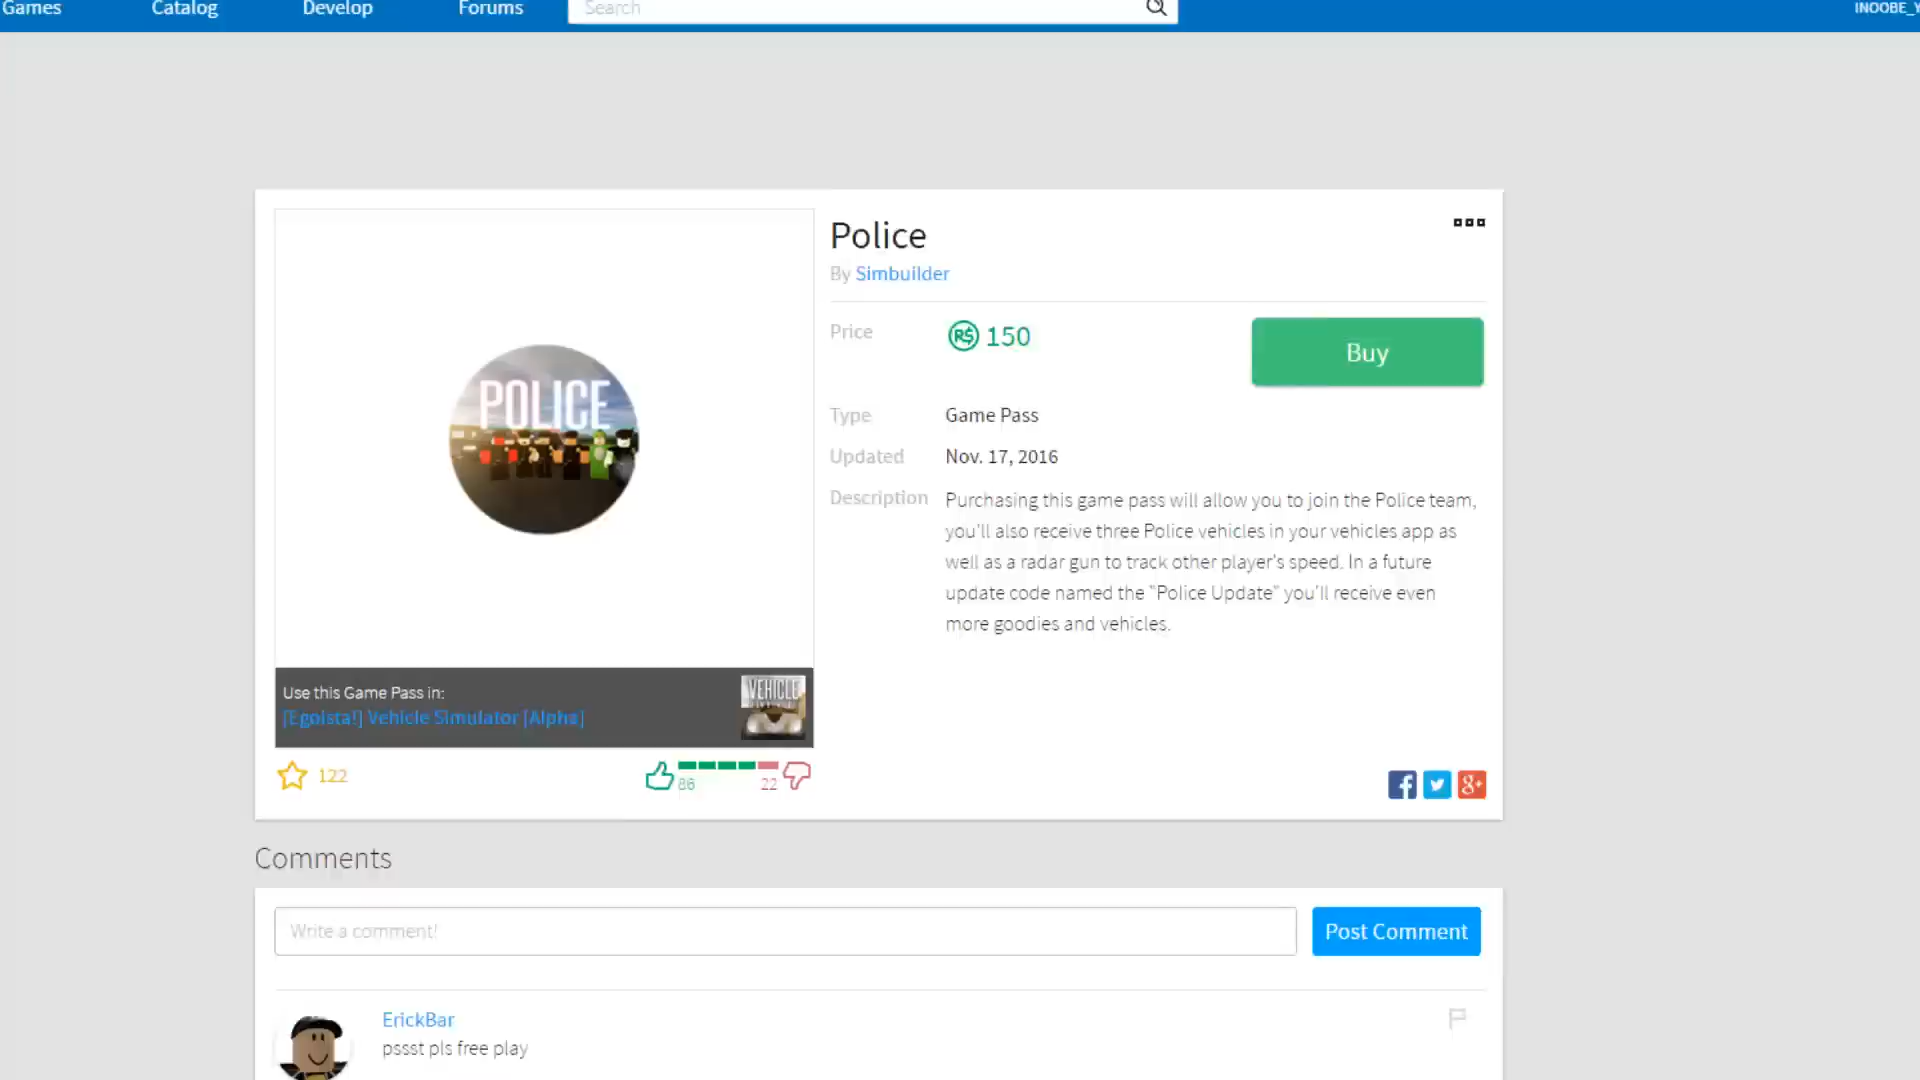 Games Catalog Develop Forums Search
Police
By Simbuilder
Price R$ 150
Buy
POLICE
Type Game Pass
Updated Nov. 17, 2016
Description Purchasing this game pass will allow you to join the Police team,
you'll also receive three Police vehicles in your vehicles app as
well as a radar gun to track other player's speed. In a future
update code named the "Police Update" you'll receive even
more goodies and vehicles.
Use this Game Pass in:
[Egoista!] Vehicle Simulator [Alpha]
VEHICLE
122
86
22
Comments
Write a comment!
Post Comment
ErickBar
pssst pls free play